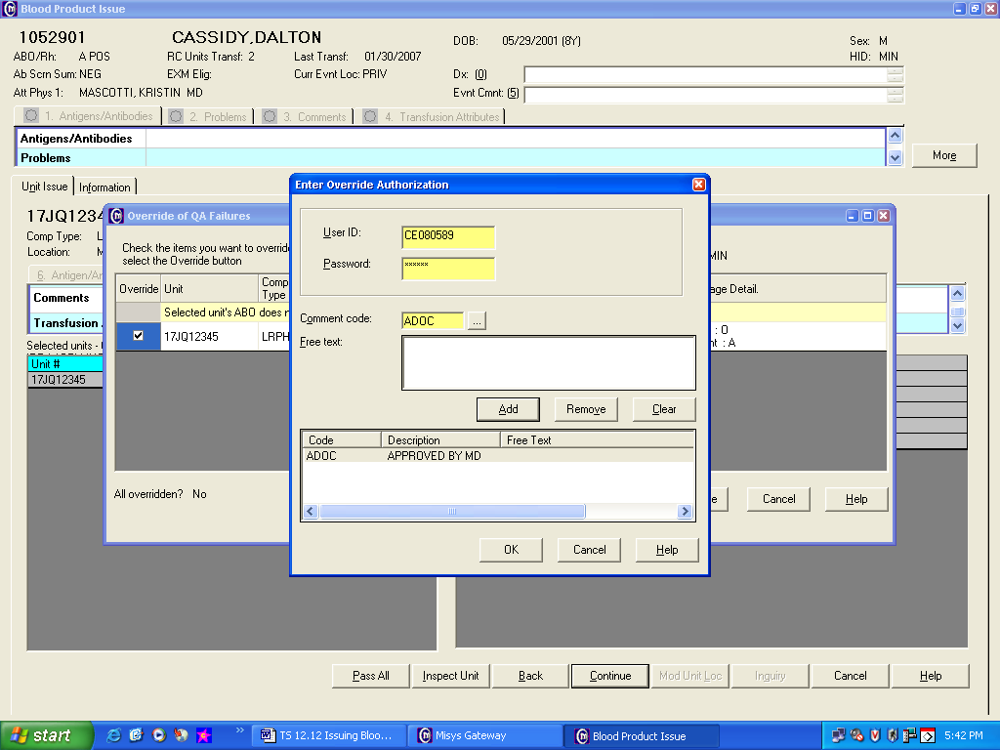 Blood Product Issue
1052901 CASSIDY,DALTON DOB: 05/29/2001 (8Y) Sex: M
ABO/Rh: A POS RC Units Transf: 2 Last Transf: 01/30/2007 HID: MIN
Ab Scrn Sum: NEG EXM Elig: Curr Evnt Loc: PRIV Dx: (0)
Att Phys 1: MASCOTTI, KRISTIN MD Evnt Cmnt: (5)
1. Antigens/Antibodies 2. Problems 3. Comments 4. Transfusion Attributes
Antigens/Antibodies
Problems
More
Unit Issue Information
17JQ1234
Comp Type: L
Location: M
6. Antigen/An
Comments
Transfusion
Selected units -
Unit #
17JQ12345
Override of QA Failures
Check the items you want to override
select the Override button
MIN
Override Unit Comp Type age Detail.
Selected unit's ABO does n
17JQ12345 LRPH : O
nt : A
All overridden? No
e Cancel Help
Enter Override Authorization
User ID: CE080589
Password: ××××××
Comment code: ADOC ...
Free text:
Add Remove Clear
Code Description Free Text
ADOC APPROVED BY MD
OK Cancel Help
Pass All Inspect Unit Back Continue Mod Unit Loc Inquiry Cancel Help
start TS 12.12 Issuing Bloo... Misys Gateway Blood Product Issue 5:42 PM